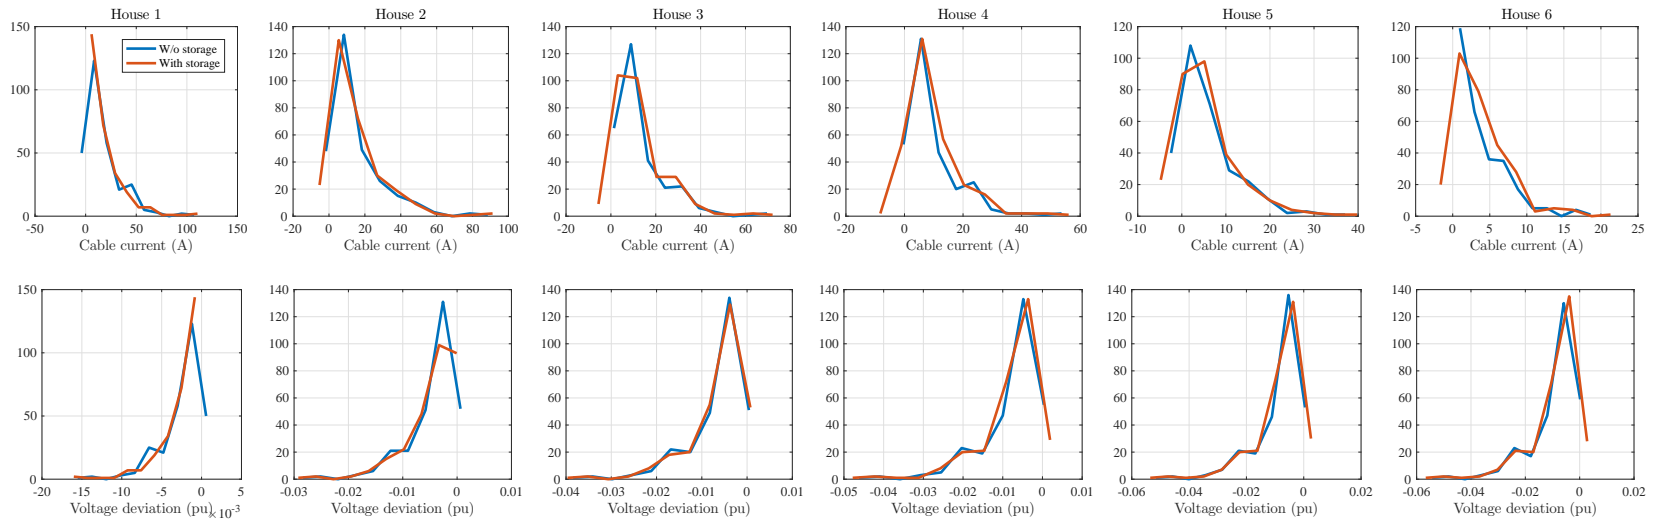 House 1 House 2 House 3 House 4 House 5 House 6
W/o storage
With storage
150 100 50 0
-50 0 50 100 150
Cable current (A)
140 120 100 80 60 40 20 0
-20 0 20 40 60 80 100
Cable current (A)
140 120 100 80 60 40 20 0
-20 0 20 40 60 80
Cable current (A)
140 120 100 80 60 40 20 0
-20 0 20 40 60
Cable current (A)
120 100 80 60 40 20 0
-10 0 10 20 30 40
Cable current (A)
120 100 80 60 40 20 0
-5 0 5 10 15 20 25
Cable current (A)
150 100 50 0
-20 -15 -10 -5 0 5
Voltage deviation (pu) ×10⁻³
140 120 100 80 60 40 20 0
-0.03 -0.02 -0.01 0 0.01
Voltage deviation (pu)
140 120 100 80 60 40 20 0
-0.04 -0.03 -0.02 -0.01 0 0.01
Voltage deviation (pu)
140 120 100 80 60 40 20 0
-0.05 -0.04 -0.03 -0.02 -0.01 0 0.01
Voltage deviation (pu)
140 120 100 80 60 40 20 0
-0.06 -0.04 -0.02 0 0.02
Voltage deviation (pu)
140 120 100 80 60 40 20 0
-0.06 -0.04 -0.02 0 0.02
Voltage deviation (pu)